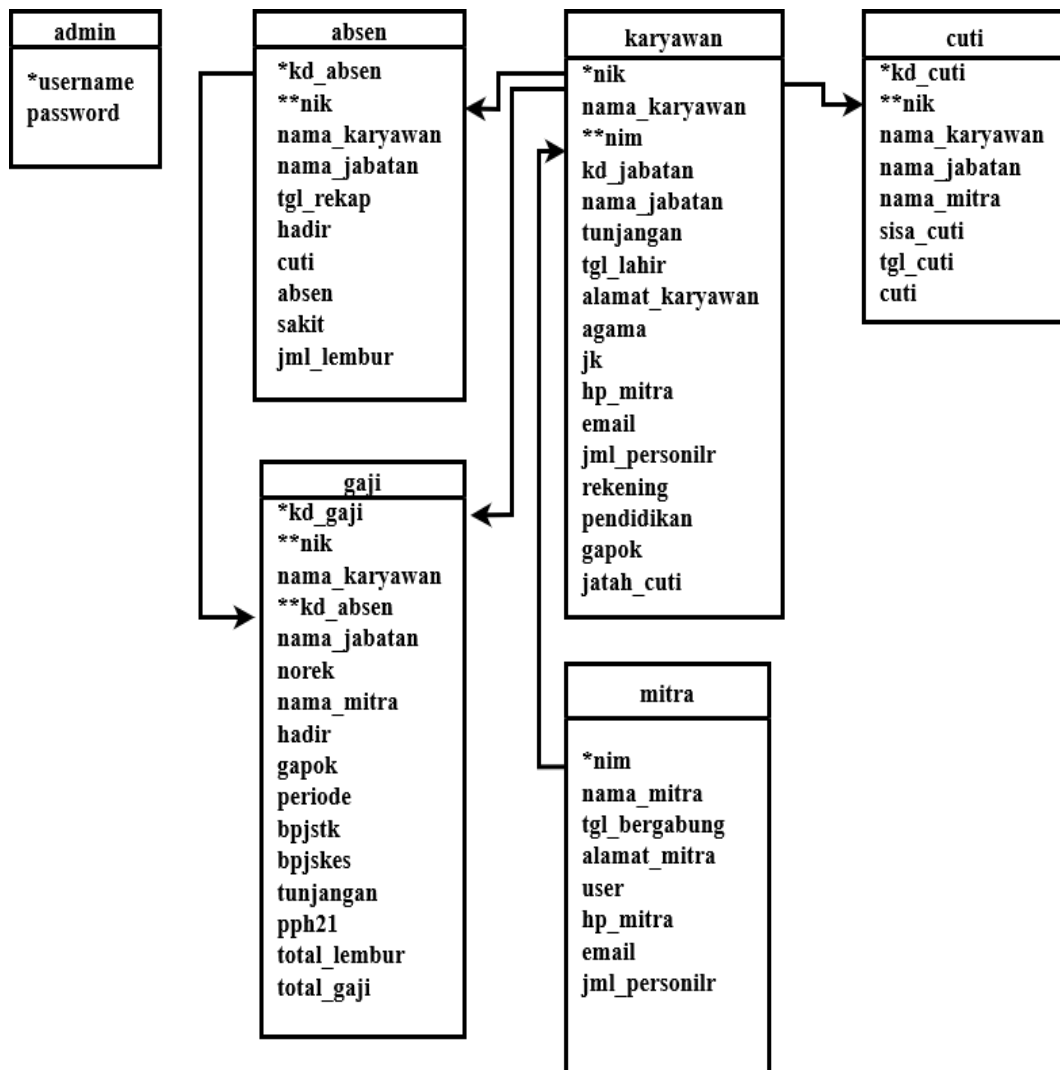 admin
*username
password
absen
*kd_absen
**nik
nama_karyawan
nama_jabatan
tgl_rekap
hadir
cuti
absen
sakit
jml_lembur
karyawan
*nik
nama_karyawan
**nim
kd_jabatan
nama_jabatan
tunjangan
tgl_lahir
alamat_karyawan
agama
jk
hp_mitra
email
jml_personilr
rekening
pendidikan
gapok
jatah_cuti
cuti
*kd_cuti
**nik
nama_karyawan
nama_jabatan
nama_mitra
sisa_cuti
tgl_cuti
cuti
gaji
*kd_gaji
**nik
nama_karyawan
**kd_absen
nama_jabatan
norek
nama_mitra
hadir
gapok
periode
bpjstk
bpjskes
tunjangan
pph21
total_lembur
total_gaji
mitra
*nim
nama_mitra
tgl_bergabung
alamat_mitra
user
hp_mitra
email
jml_personilr